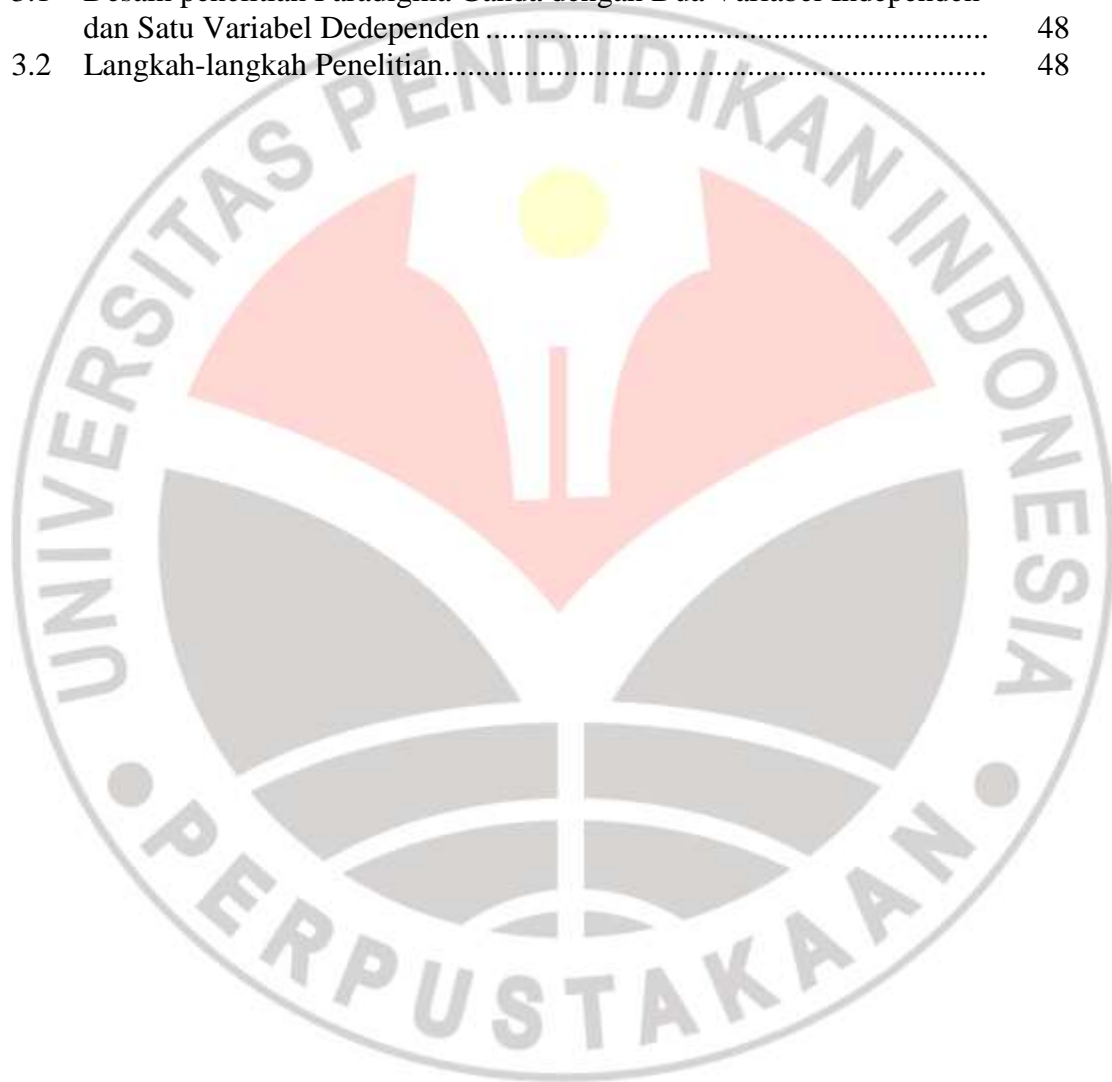 3.1 Desain penelitian Paradigma Ganda dengan Dua Variabel Independen
dan Satu Variabel Dedependen .............................................................. 48
3.2 Langkah-langkah Penelitian................................................................... 48
UNIVERSITAS PENDIDIKAN INDONESIA
PERPUSTAKAAN